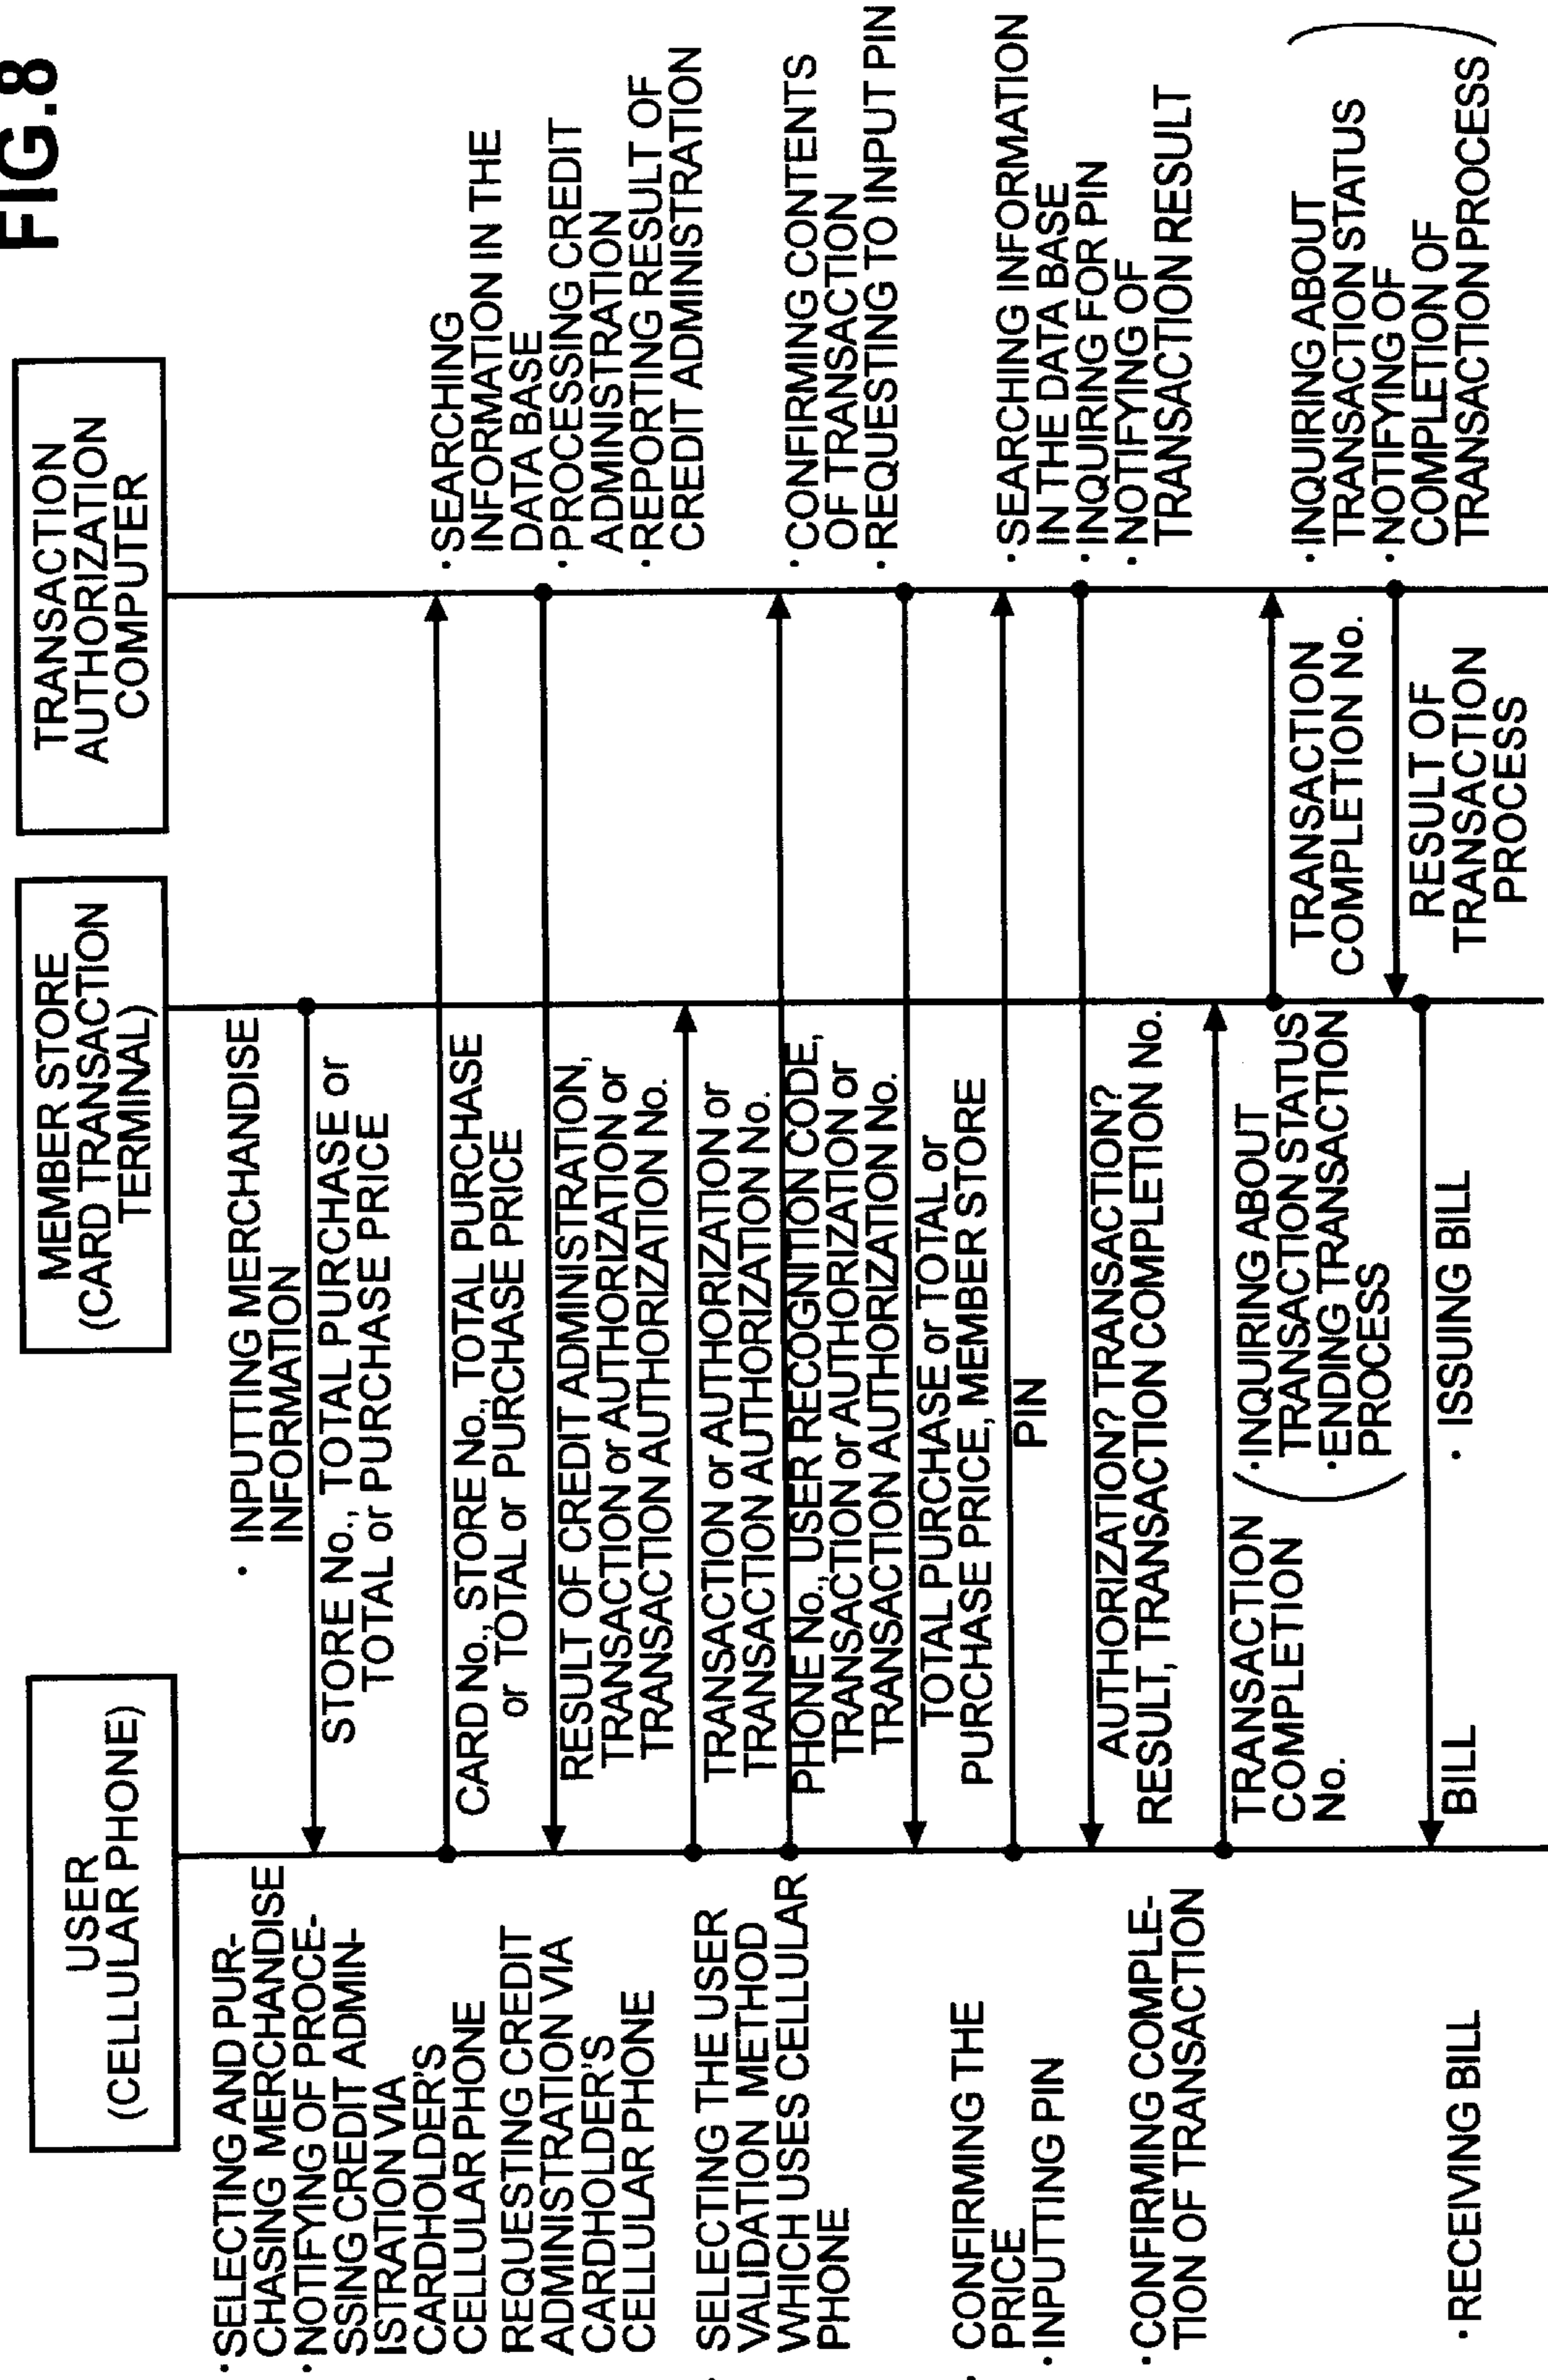 FIG.8
USER
(CELLULAR PHONE)
MEMBER STORE
(CARD TRANSACTION
TERMINAL)
TRANSACTION
AUTHORIZATION
COMPUTER
· SELECTING AND PUR-
CHASING MERCHANDISE
· NOTIFYING OF PROCE-
SSING CREDIT ADMIN-
ISTRATION VIA
CARDHOLDER'S
CELLULAR PHONE
REQUESTING CREDIT
ADMINISTRATION VIA
CARDHOLDER'S
CELLULAR PHONE
· SELECTING THE USER
VALIDATION METHOD
WHICH USES CELLULAR
PHONE
· CONFIRMING THE
PRICE
· INPUTTING PIN
· CONFIRMING COMPLE-
TION OF TRANSACTION
· RECEIVING BILL
· INPUTTING MERCHANDISE
INFORMATION
STORE No., TOTAL PURCHASE or
TOTAL or PURCHASE PRICE
CARD No., STORE No., TOTAL PURCHASE
or TOTAL or PURCHASE PRICE
RESULT OF CREDIT ADMINISTRATION,
TRANSACTION or AUTHORIZATION or
TRANSACTION AUTHORIZATION No.
TRANSACTION or AUTHORIZATION or
TRANSACTION AUTHORIZATION No.
PHONE No., USER RECOGNITION CODE,
TRANSACTION or AUTHORIZATION or
TRANSACTION AUTHORIZATION No.
TOTAL PURCHASE or TOTAL or
PURCHASE PRICE, MEMBER STORE
PIN
AUTHORIZATION? TRANSACTION?
RESULT, TRANSACTION COMPLETION No.
TRANSACTION
COMPLETION
No.
· INQUIRING ABOUT
TRANSACTION STATUS
· ENDING TRANSACTION
PROCESS
BILL
· ISSUING BILL
TRANSACTION
COMPLETION No.
RESULT OF
TRANSACTION
PROCESS
· SEARCHING
INFORMATION IN THE
DATA BASE
· PROCESSING CREDIT
ADMINISTRATION
· REPORTING RESULT OF
CREDIT ADMINISTRATION
· CONFIRMING CONTENTS
OF TRANSACTION
· REQUESTING TO INPUT PIN
· SEARCHING INFORMATION
IN THE DATA BASE
· INQUIRING FOR PIN
· NOTIFYING OF
TRANSACTION RESULT
· INQUIRING ABOUT
TRANSACTION STATUS
· NOTIFYING OF
COMPLETION OF
TRANSACTION PROCESS